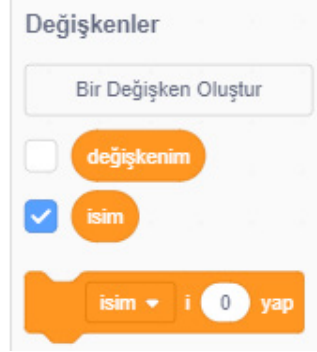 Değişkenler
Bir Değişken Oluştur
değişkenim
isim
isim i 0 yap